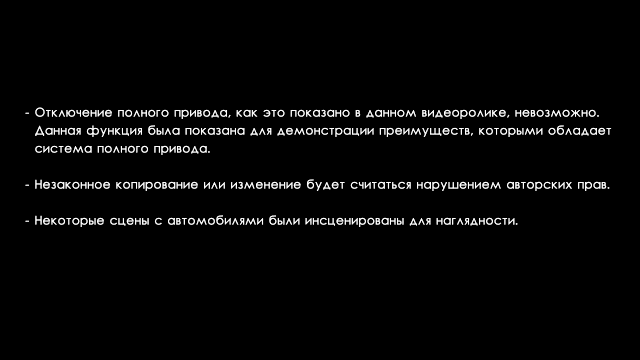 - Отключение полного привода, как это показано в данном видеоролике, невозможно.
Данная функция была показана для демонстрации преимуществ, которыми обладает
система полного привода.
- Незаконное копирование или изменение будет считаться нарушением авторских прав.
- Некоторые сцены с автомобилями были инсценированы для наглядности.